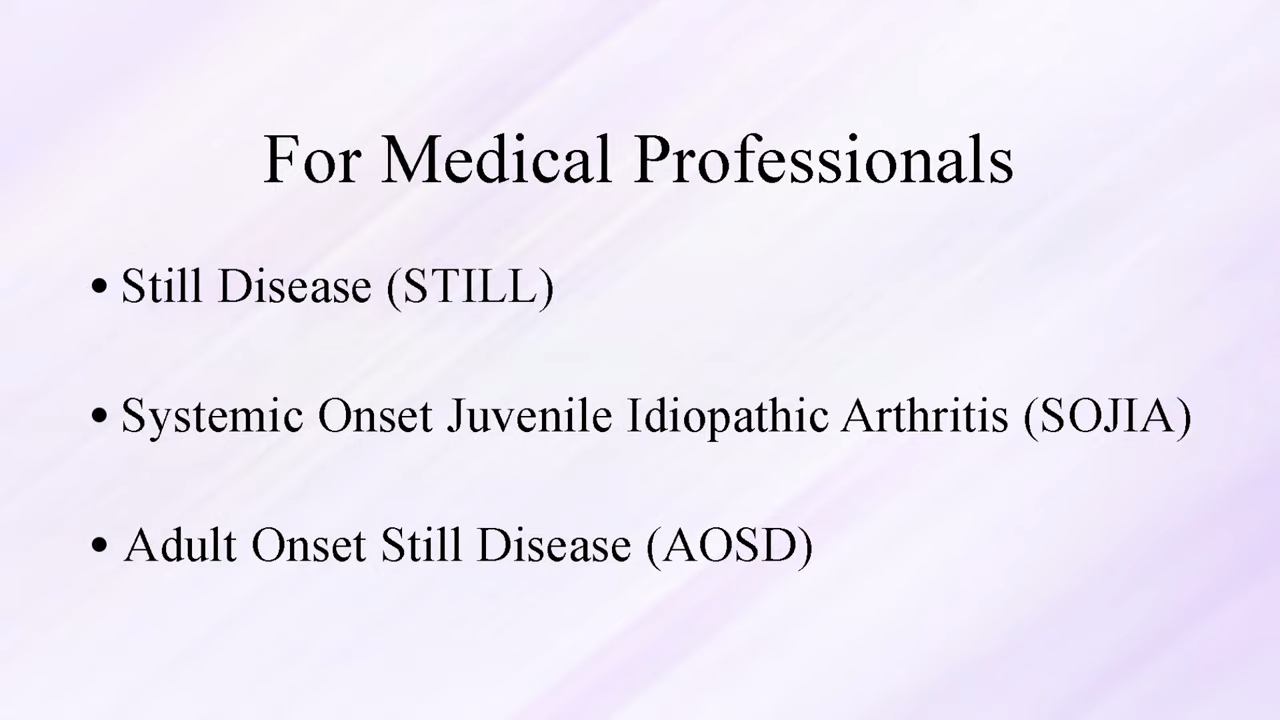 For Medical Professionals
• Still Disease (STILL)
• Systemic Onset Juvenile Idiopathic Arthritis (SOJIA)
• Adult Onset Still Disease (AOSD)